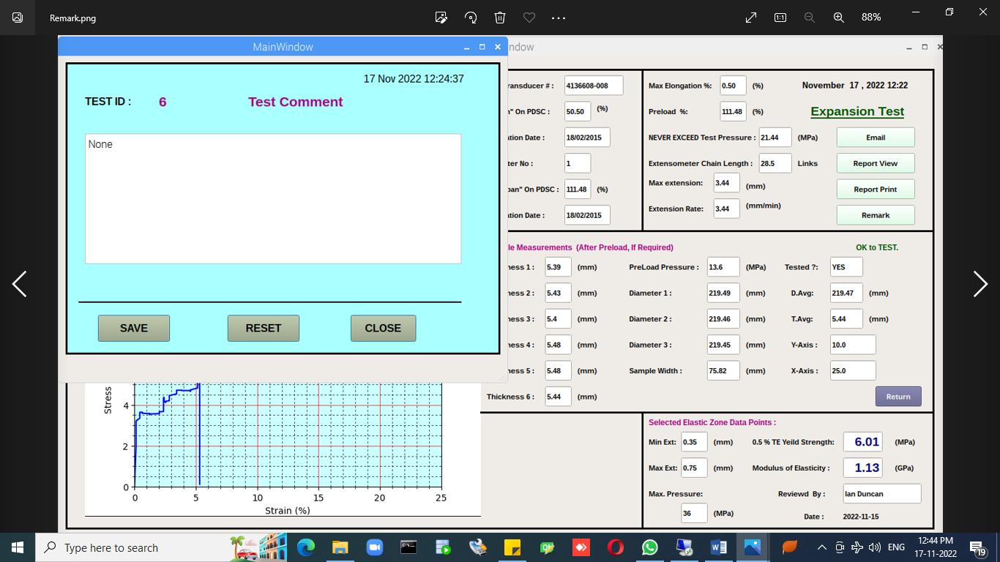 Remark.png
88%
MainWindow
ndow
17 Nov 2022 12:24:37
TEST ID :
6
Test Comment
None
SAVE
RESET
CLOSE
ransducer # :
4136608-008
n" On PDSC :
50.50
(%)
ation Date :
18/02/2015
ter No :
1
an" On PDSC :
111.48
(%)
ation Date :
18/02/2015
Max Elongation %:
0.50
(%)
November 17 , 2022 12:22
Preload %:
111.48
(%)
Expansion Test
NEVER EXCEED Test Pressure :
21.44
(MPa)
Email
Extensometer Chain Length :
28.5
Links
Report View
Max extension:
3.44
(mm)
Report Print
Extension Rate:
3.44
(mm/min)
Remark
le Measurements (After Preload, If Required)
OK to TEST.
ness 1 :
5.39
(mm)
PreLoad Pressure :
13.6
(MPa)
Tested ?:
YES
ness 2 :
5.43
(mm)
Diameter 1 :
219.49
(mm)
D.Avg:
219.47
(mm)
ness 3 :
5.4
(mm)
Diameter 2 :
219.46
(mm)
T.Avg:
5.44
(mm)
ness 4 :
5.48
(mm)
Diameter 3 :
219.45
(mm)
Y-Axis :
10.0
ness 5 :
5.48
(mm)
Sample Width :
75.82
(mm)
X-Axis :
25.0
Thickness 6 :
5.44
(mm)
Return
Stress
4
2
0
0
5
10
15
20
25
Strain (%)
Selected Elastic Zone Data Points :
Min Ext:
0.35
(mm)
0.5 % TE Yeild Strength:
6.01
(MPa)
Max Ext:
0.75
(mm)
Modulus of Elasticity :
1.13
(GPa)
Max. Pressure:
Reviewd By :
Ian Duncan
36
(MPa)
Date :
2022-11-15
Type here to search
ENG
12:44 PM
17-11-2022
19